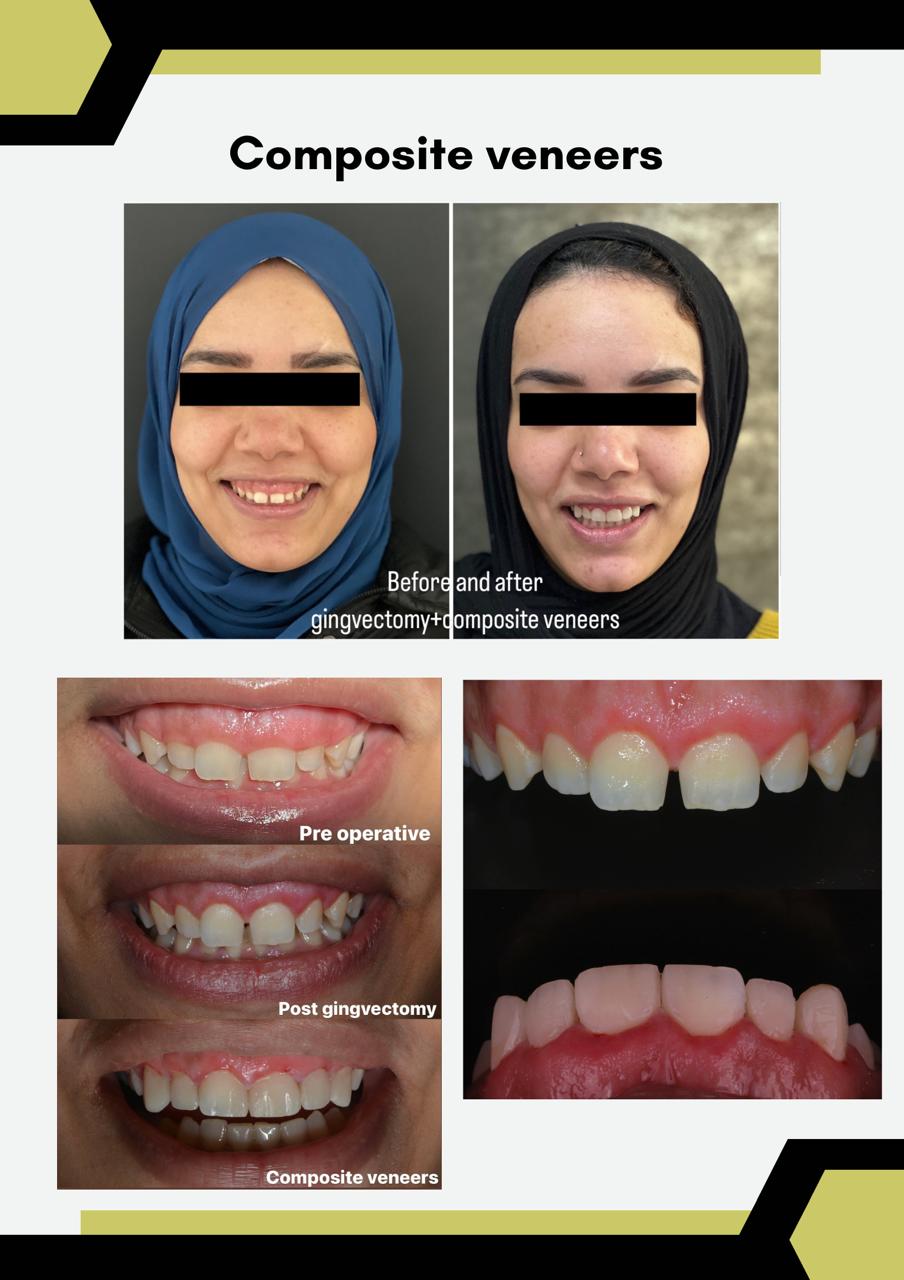 Composite veneers
Before and after
gingvectomy+composite veneers
Pre operative
Post gingvectomy
Composite veneers